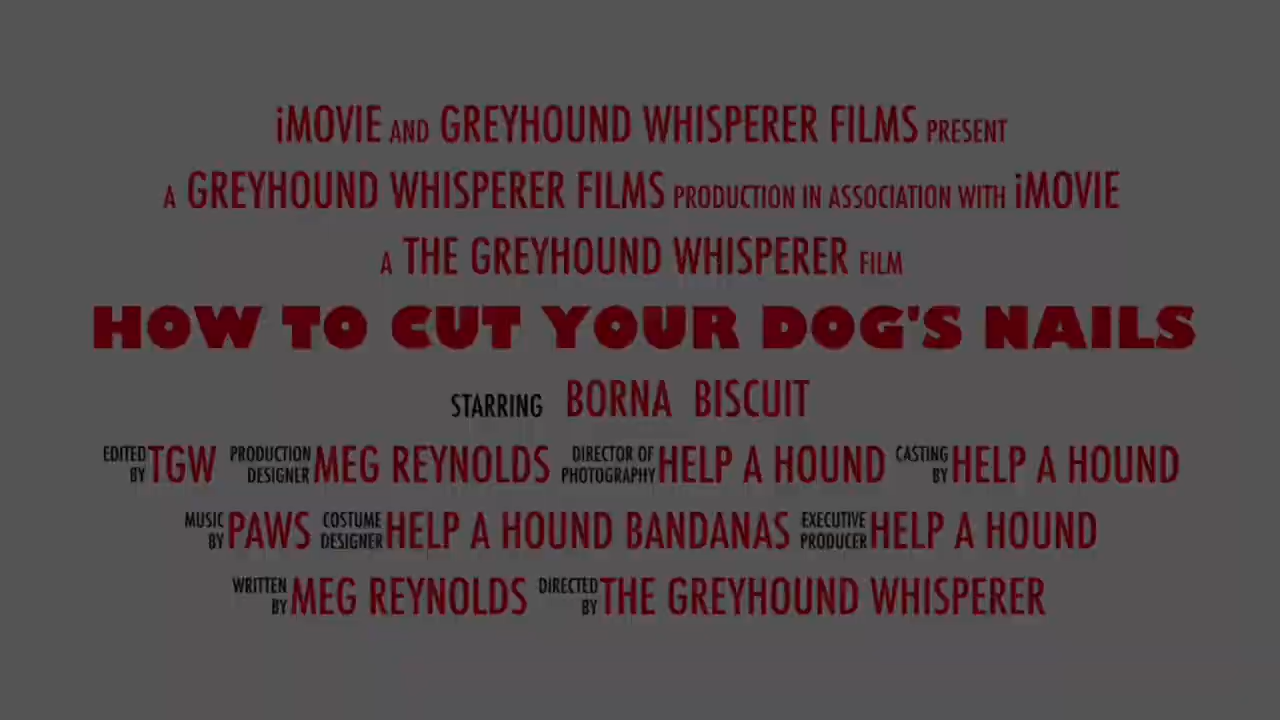 iMOVIE AND GREYHOUND WHISPERER FILMS PRESENT
A GREYHOUND WHISPERER FILMS PRODUCTION IN ASSOCIATION WITH iMOVIE
A THE GREYHOUND WHISPERER FILM
HOW TO CUT YOUR DOG'S NAILS
STARRING BORNA BISCUIT
EDITED BY TGW PRODUCTION DESIGNER MEG REYNOLDS DIRECTOR OF PHOTOGRAPHY HELP A HOUND CASTING BY HELP A HOUND
MUSIC BY PAWS COSTUME DESIGNER HELP A HOUND BANDANAS EXECUTIVE PRODUCER HELP A HOUND
WRITTEN BY MEG REYNOLDS DIRECTED BY THE GREYHOUND WHISPERER